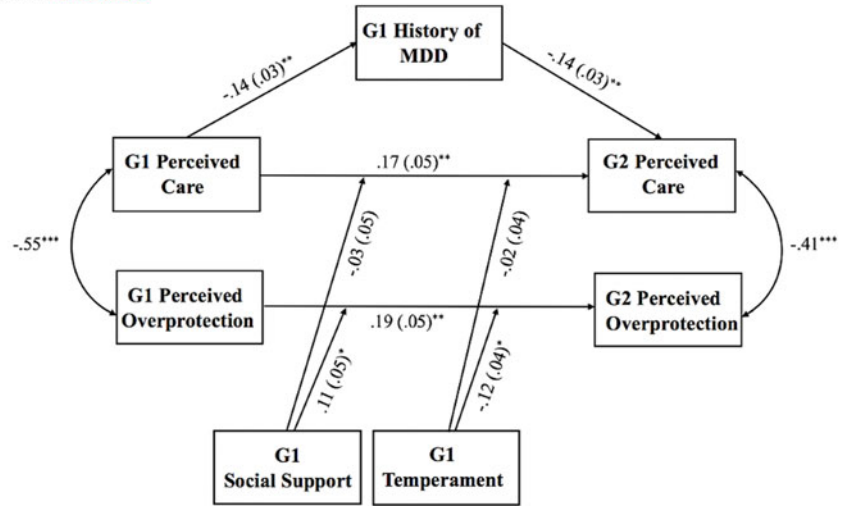 G1 History of
MDD
-.14 (.03)**
-.14 (.03)**
G1 Perceived
Care
.17 (.05)**
G2 Perceived
Care
-.55***
-.03 (.05)
-.02 (.04)
-.41***
G1 Perceived
Overprotection
.19 (.05)**
G2 Perceived
Overprotection
.11 (.05)*
-.12 (.04)*
G1
Social Support
G1
Temperament